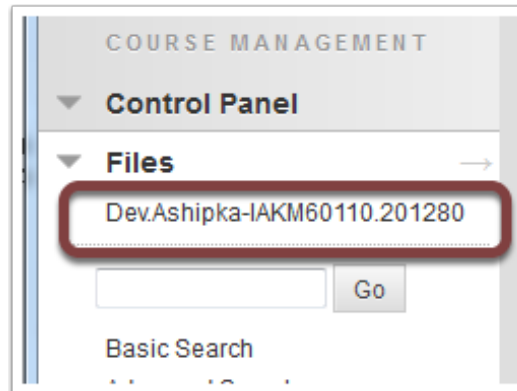 COURSE MANAGEMENT
Control Panel
Files
Dev.Ashipka-IAKM60110.201280
Go
Basic Search